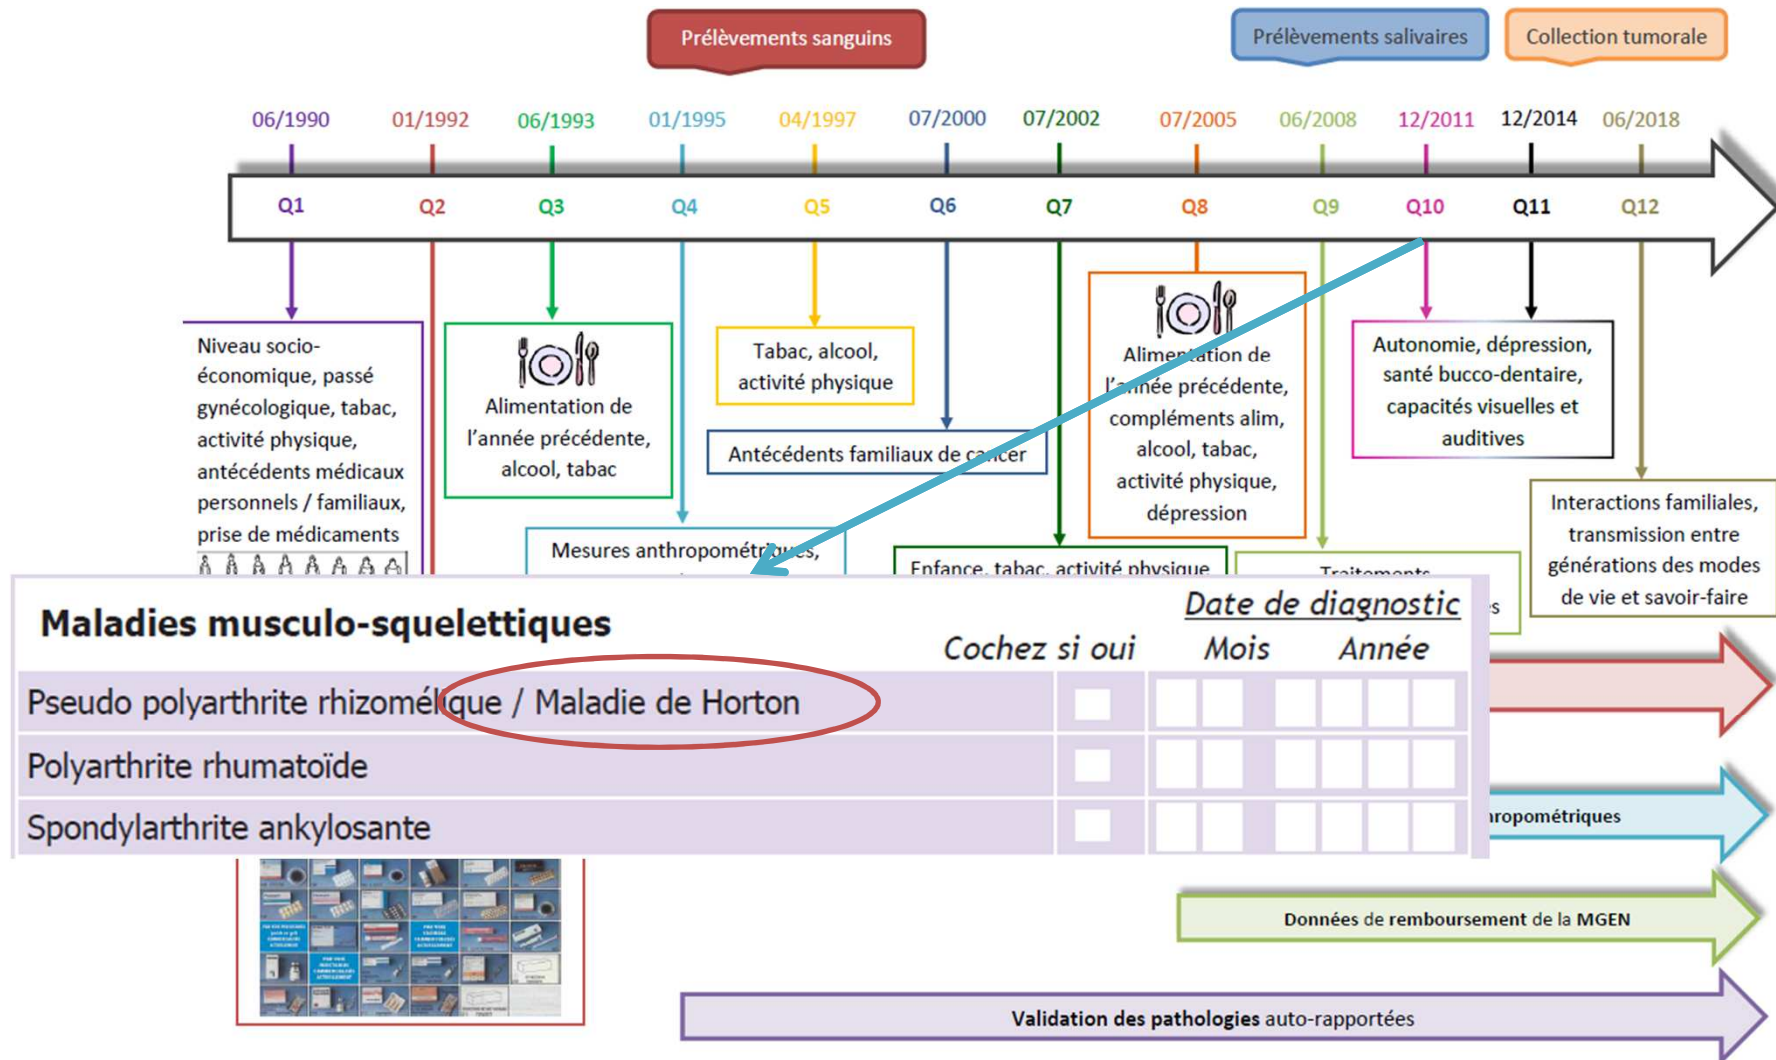 Prélèvements sanguins
Prélèvements salivaires
Collection tumorale
06/1990
01/1992
06/1993
01/1995
04/1997
07/2000
07/2002
07/2005
06/2008
12/2011
12/2014
06/2018
Q1
Q2
Q3
Q4
Q5
Q6
Q7
Q8
Q9
Q10
Q11
Q12
Niveau socio-
économique, passé
gynécologique, tabac,
activité physique,
antécédents médicaux
personnels / familiaux,
prise de médicaments
Alimentation de
l'année précédente,
alcool, tabac
Mesures anthropométriques,
Tabac, alcool,
activité physique
Antécédents familiaux de cancer
Enfance, tabac, activité physique
Alimentation de
l'année précédente,
compléments alim,
alcool, tabac,
activité physique,
dépression
Traitements
Autonomie, dépression,
santé bucco-dentaire,
capacités visuelles et
auditives
Interactions familiales,
transmission entre
générations des modes
de vie et savoir-faire
Maladies musculo-squelettiques
Date de diagnostic
Cochez si oui
Mois
Année
Pseudo polyarthrite rhizomélique / Maladie de Horton
Polyarthrite rhumatoïde
Spondylarthrite ankylosante
hropométriques
Données de remboursement de la MGEN
Validation des pathologies auto-rapportées